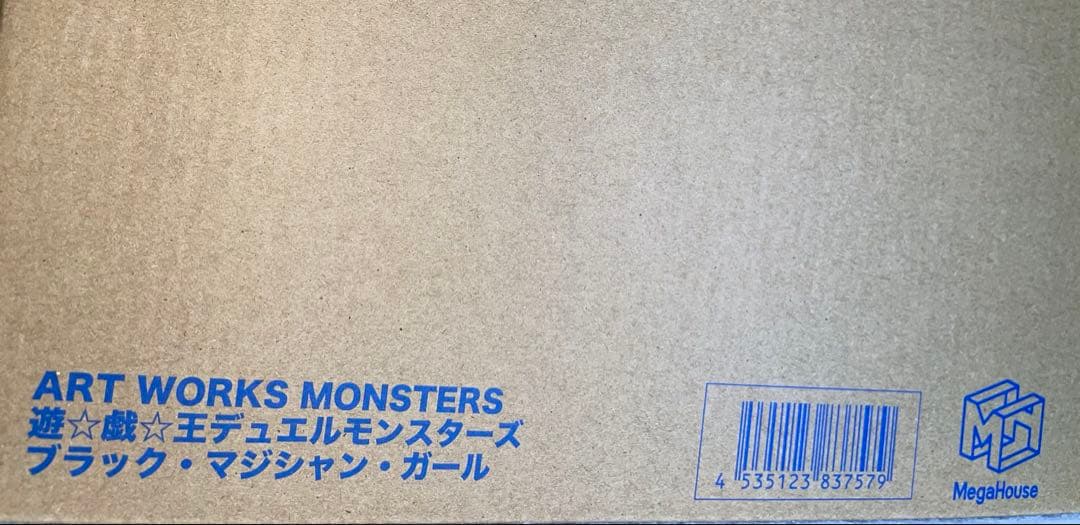 ART WORKS MONSTERS
遊☆戯☆王デュエルモンスターズ
ブラック・マジシャン・ガール
4 535123 837579
MegaHouse